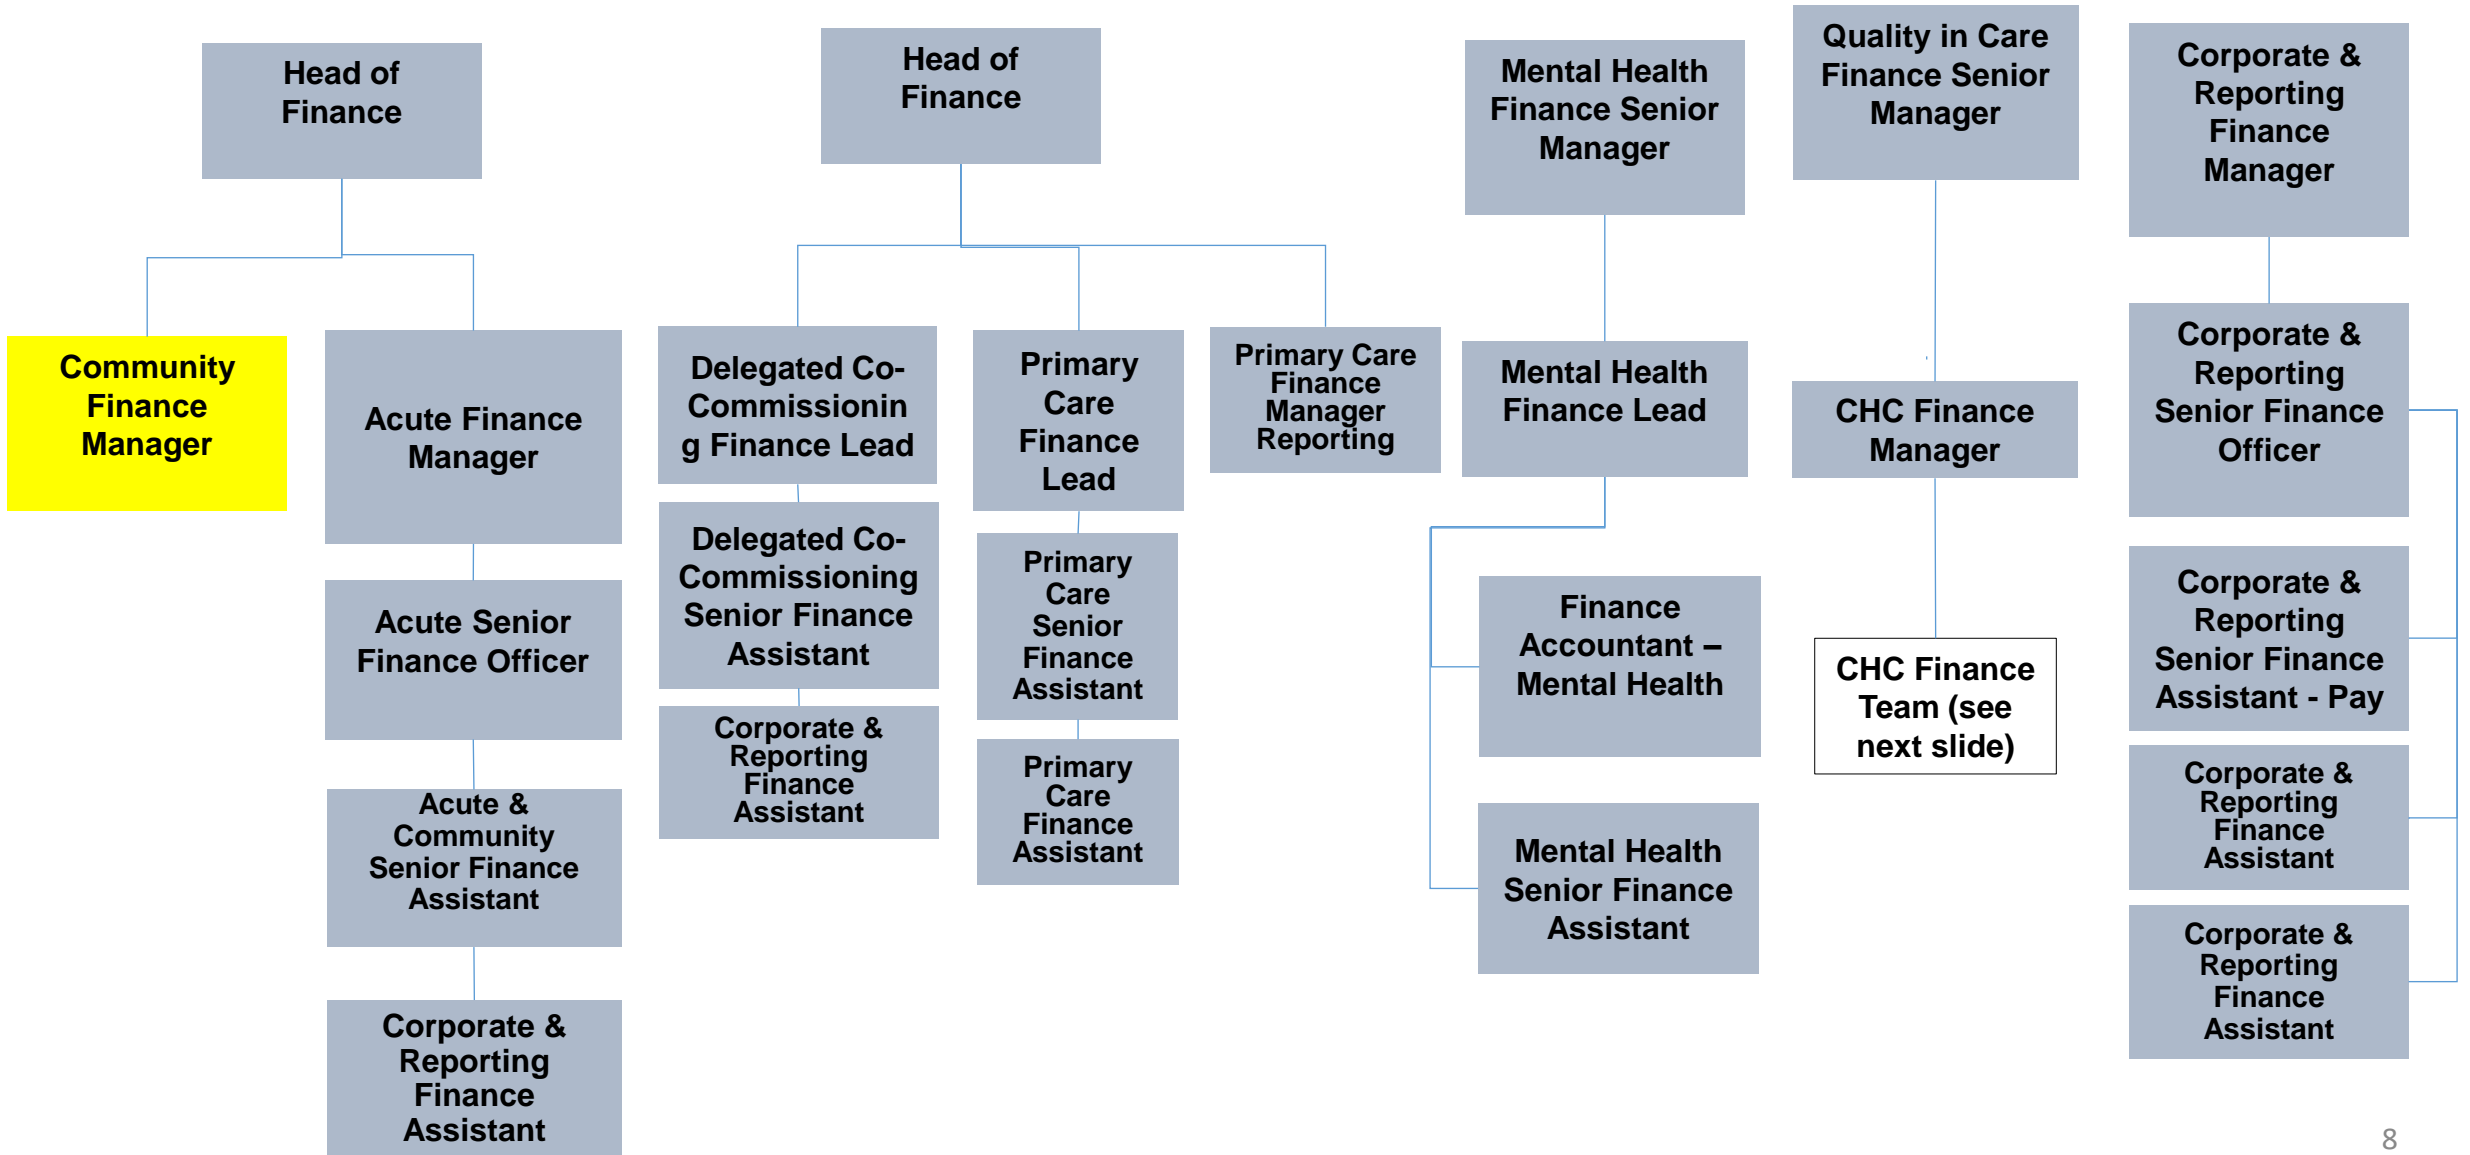 Head of
Finance
Head of
Finance
Mental Health
Finance Senior
Manager
Quality in Care
Finance Senior
Manager
Corporate &
Reporting
Finance
Manager
Community
Finance
Manager
Acute Finance
Manager
Delegated Co-
Commissionin
g Finance Lead
Primary
Care
Finance
Lead
Primary Care
Finance
Manager
Reporting
Mental Health
Finance Lead
CHC Finance
Manager
Corporate &
Reporting
Senior Finance
Officer
Acute Senior
Finance Officer
Delegated Co-
Commissioning
Senior Finance
Assistant
Primary
Care
Senior
Finance
Assistant
Finance
Accountant –
Mental Health
CHC Finance
Team (see
next slide)
Corporate &
Reporting
Senior Finance
Assistant - Pay
Acute &
Community
Senior Finance
Assistant
Corporate &
Reporting
Finance
Assistant
Primary
Care
Finance
Assistant
Mental Health
Senior Finance
Assistant
Corporate &
Reporting
Finance
Assistant
Corporate &
Reporting
Finance
Assistant
Corporate &
Reporting
Finance
Assistant
8